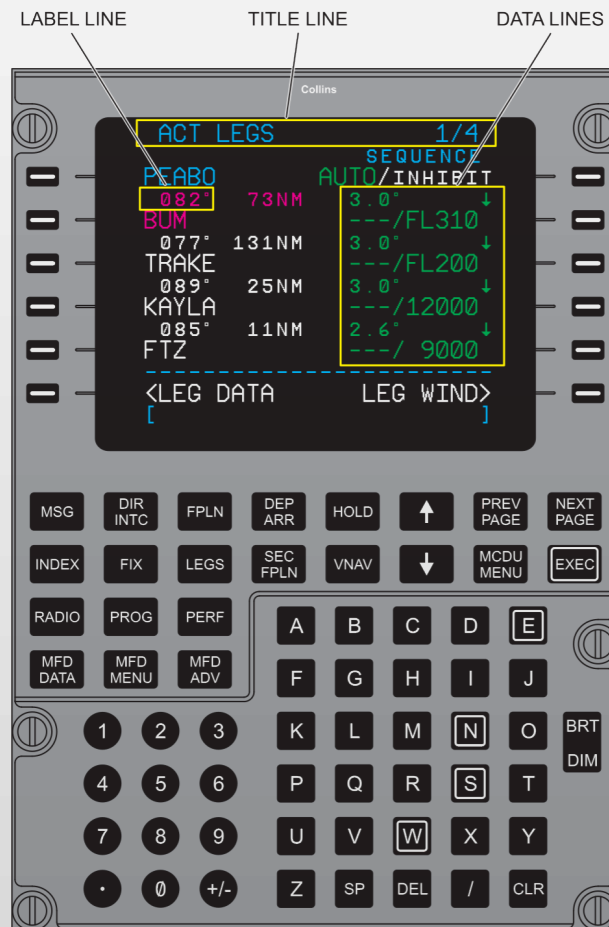 LABEL LINE TITLE LINE DATA LINES
Collins
ACT LEGS 1/4
SEQUENCE
PEABO AUTO/INHIBIT
082° 73NM 3.0° ↓
BUM ---/FL310
077° 131NM 3.0° ↓
TRAKE ---/FL200
089° 25NM 3.0° ↓
KAYLA ---/12000
085° 11NM 2.6° ↓
FTZ ---/ 9000
-----------------------
<LEG DATA LEG WIND>
[ ]
MSG DIR INTC FPLN DEP ARR HOLD ↑ PREV PAGE NEXT PAGE
INDEX FIX LEGS SEC FPLN VNAV ↓ MCDU MENU EXEC
RADIO PROG PERF
MFD DATA MFD MENU MFD ADV
A B C D E
F G H I J
1 2 3 K L M N O BRT
DIM
4 5 6 P Q R S T
7 8 9 U V W X Y
. 0 +/- Z SP DEL / CLR